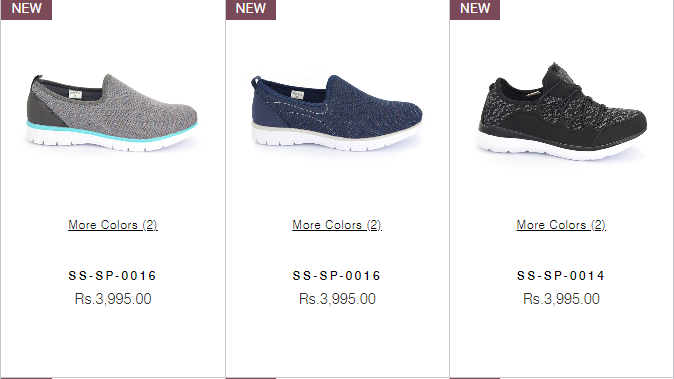 NEW
NEW
NEW
More Colors (2)
More Colors (2)
More Colors (2)
SS-SP-0016
SS-SP-0016
SS-SP-0014
Rs.3,995.00
Rs.3,995.00
Rs.3,995.00